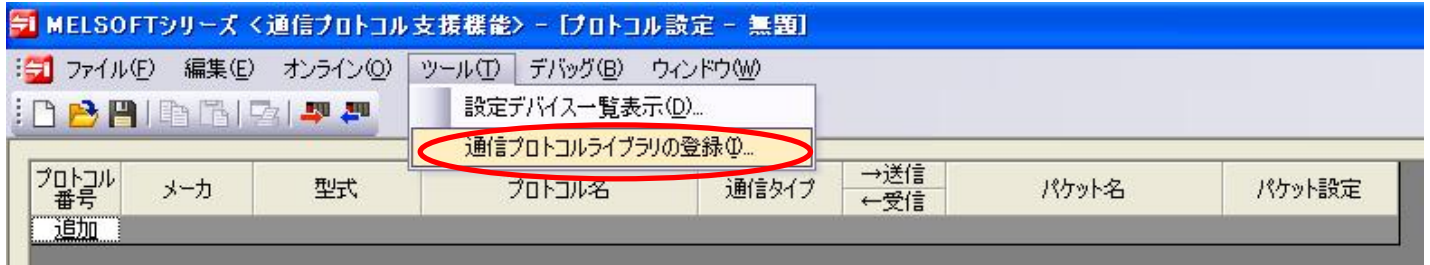 MELSOFTシリーズ <通信プロトコル支援機能> - [プロトコル設定 - 無題]
ファイル(F) 編集(E) オンライン(O) ツール(T) デバッグ(B) ウィンドウ(W)
設定デバイス一覧表示(D)...
通信プロトコルライブラリの登録(I)...
プロトコル番号 メーカ 型式 プロトコル名 通信タイプ →送信 ←受信 パケット名 パケット設定
追加